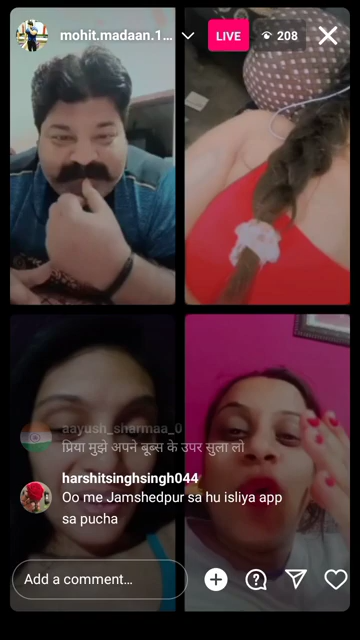 mohit.madaan.1... LIVE 208
aayush_sharmaa_0
प्रिया मुझे अपने बूब्स के उपर सुला लो
harshitsinghsingh044
Oo me Jamshedpur sa hu isliya app
sa pucha
Add a comment...